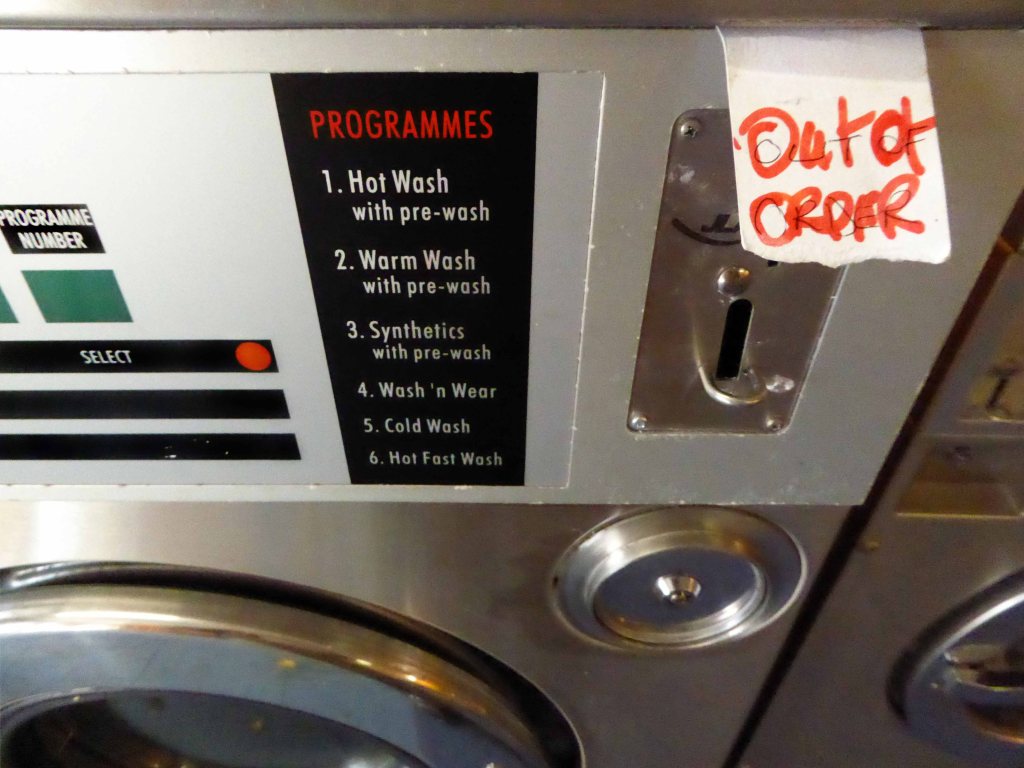 PROGRAMMES
1. Hot Wash
with pre-wash
2. Warm Wash
with pre-wash
3. Synthetics
with pre-wash
4. Wash 'n Wear
5. Cold Wash
6. Hot Fast Wash
PROGRAMME
NUMBER
SELECT
OUT OF
ORDER